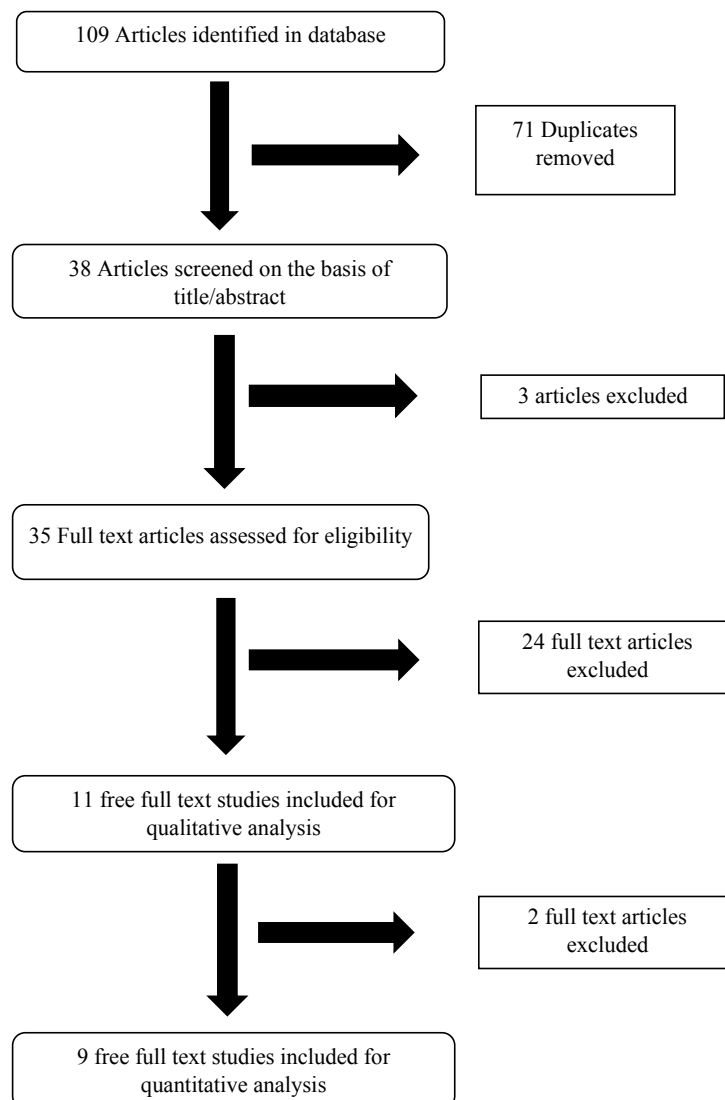 109 Articles identified in database
71 Duplicates
removed
38 Articles screened on the basis of
title/abstract
3 articles excluded
35 Full text articles assessed for eligibility
24 full text articles
excluded
11 free full text studies included for
qualitative analysis
2 full text articles
excluded
9 free full text studies included for
quantitative analysis